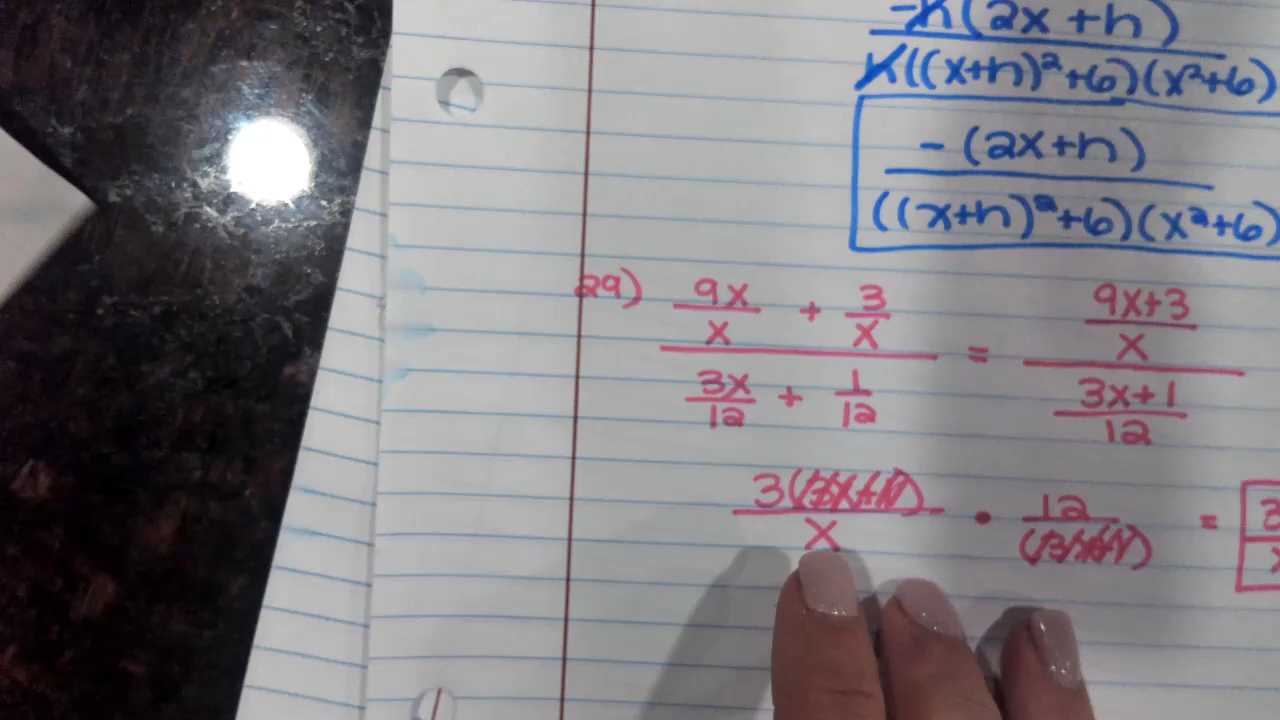 -h(2x+h)
h((x+h)²+6)(x²+6)
-(2x+h)
((x+h)²+6)(x²+6)
29) 9x/x + 3/x = 9x+3/x
3x/12 + 1/12 3x+1/12
3(3x+1)/x • 12/(3x+1) =